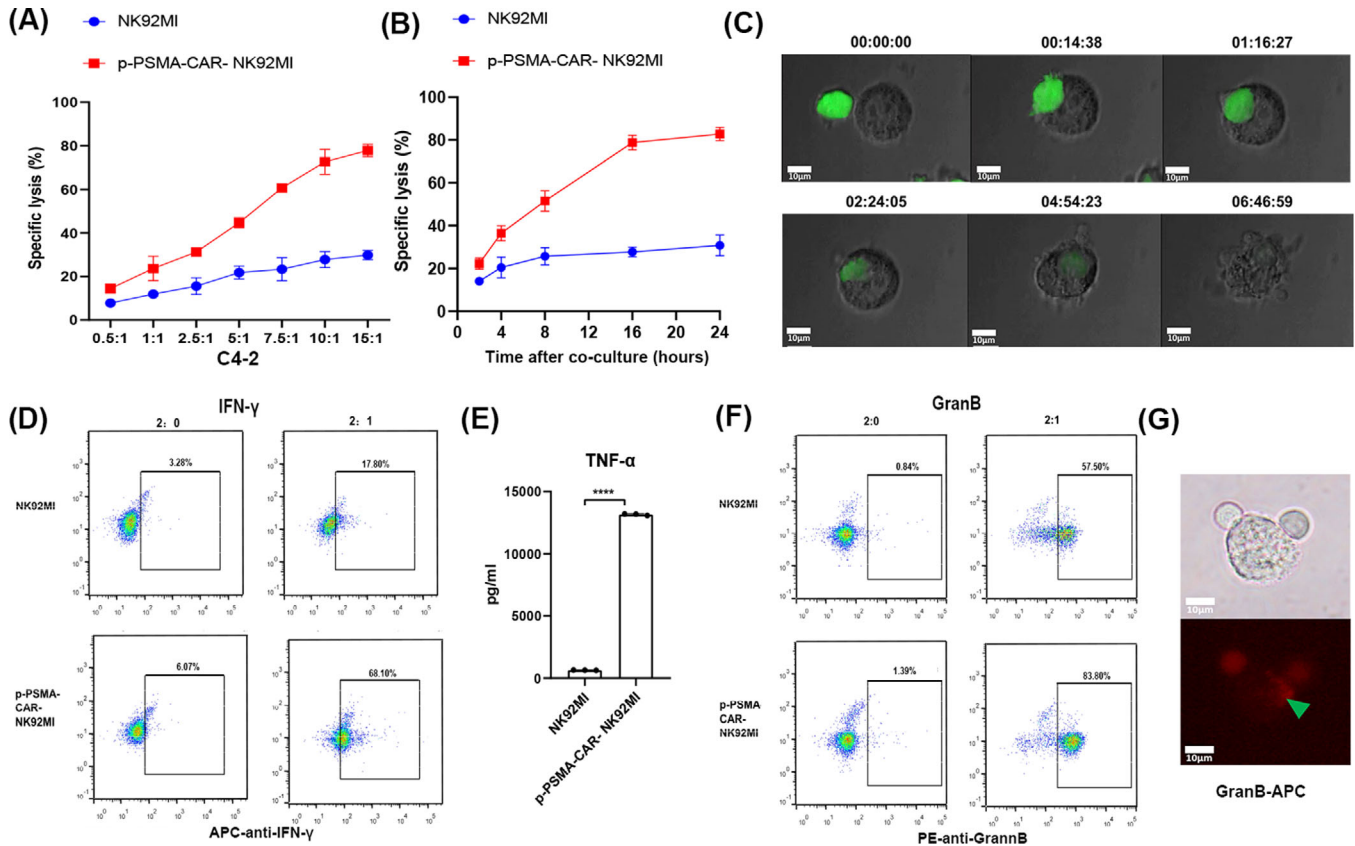 (A)
NK92MI
p-PSMA-CAR- NK92MI
Specific lysis (%)
100
80
60
40
20
0
0.5:1 1:1 2.5:1 5:1 7.5:1 10:1 15:1
C4-2
(B)
NK92MI
p-PSMA-CAR- NK92MI
Specific lysis (%)
100
80
60
40
20
0
0 4 8 12 16 20 24
Time after co-culture (hours)
(C)
00:00:00 00:14:38 01:16:27
10µm 10µm 10µm
02:24:05 04:54:23 06:46:59
10µm 10µm 10µm
(D)
IFN-γ
2: 0 2: 1
NK92MI
3.28% 17.80%
p-PSMA-
CAR-
NK92MI
6.07% 68.10%
APC-anti-IFN-γ
(E)
TNF-α
****
pg/ml
15000
10000
5000
0
NK92MI
p-PSMA-CAR- NK92MI
(F)
GranB
2:0 2:1
NK92MI
0.84% 57.50%
p-PSMA
CAR-
NK92MI
1.39% 83.80%
PE-anti-GrannB
(G)
10µm
10µm
GranB-APC